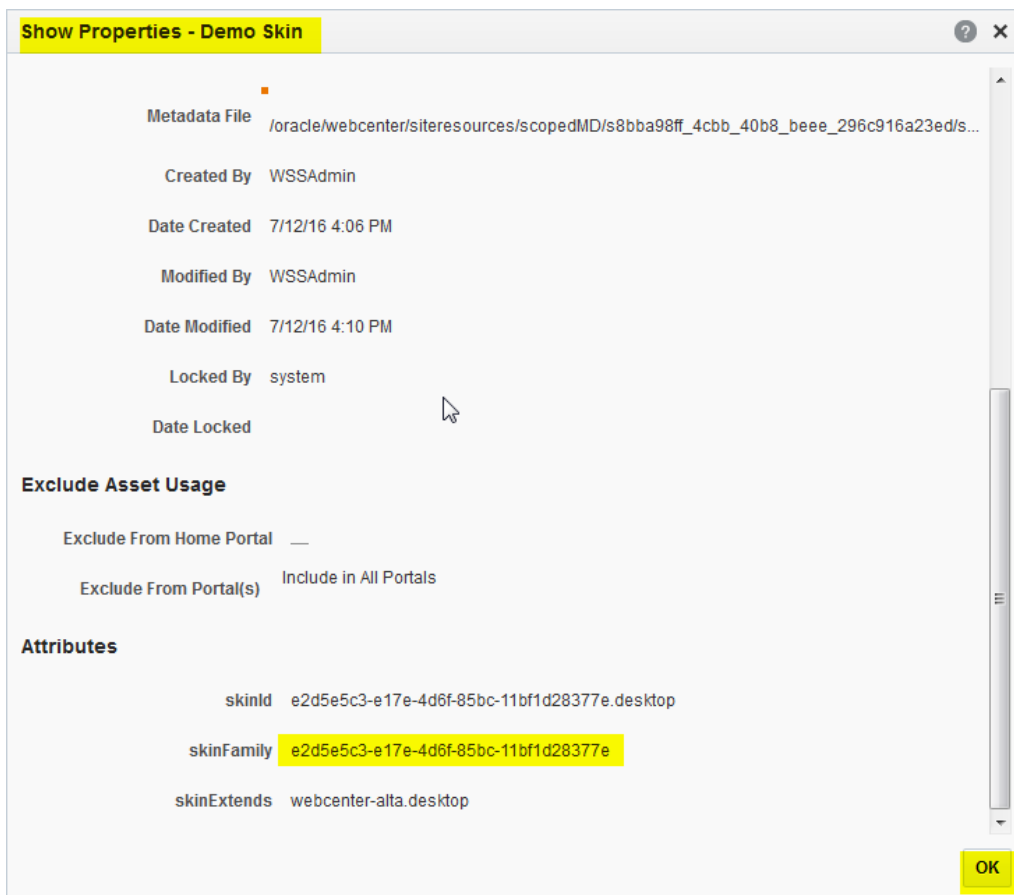 Show Properties - Demo Skin
Metadata File /oracle/webcenter/siteresources/scopedMD/s8bba98ff_4cbb_40b8_beee_296c916a23ed/s...
Created By WSSAdmin
Date Created 7/12/16 4:06 PM
Modified By WSSAdmin
Date Modified 7/12/16 4:10 PM
Locked By system
Date Locked
Exclude Asset Usage
Exclude From Home Portal
Exclude From Portal(s) Include in All Portals
Attributes
skinId e2d5e5c3-e17e-4d6f-85bc-11bf1d28377e.desktop
skinFamily e2d5e5c3-e17e-4d6f-85bc-11bf1d28377e
skinExtends webcenter-alta.desktop
OK